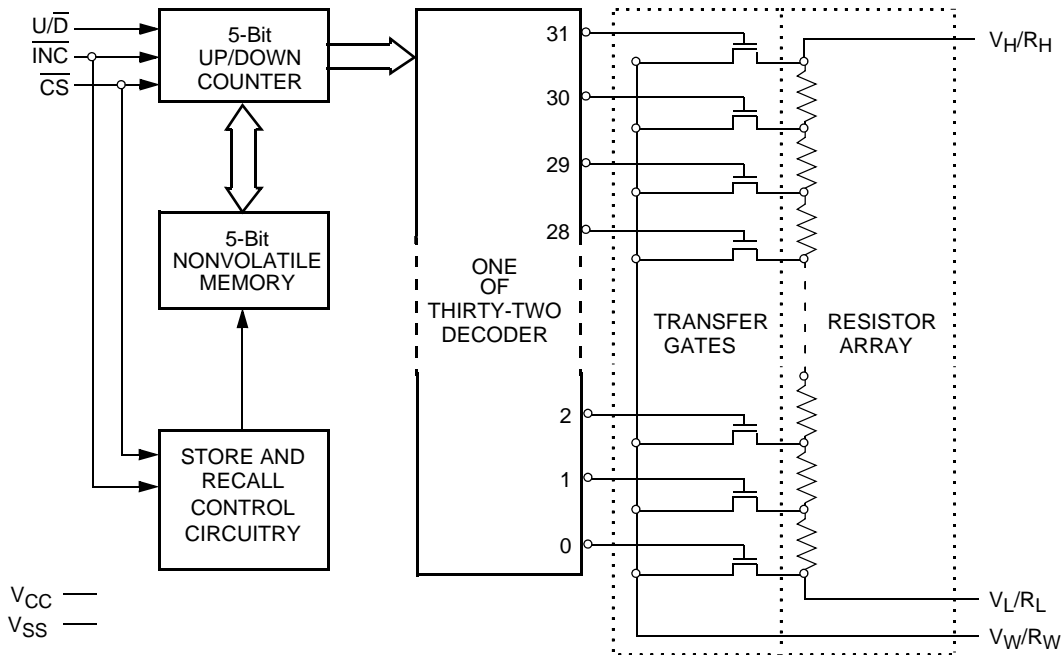 U/D̅
I̅N̅C̅
C̅S̅
5-Bit
UP/DOWN
COUNTER
5-Bit
NONVOLATILE
MEMORY
STORE AND
RECALL
CONTROL
CIRCUITRY
VCC
VSS
31
30
29
28
ONE
OF
THIRTY-TWO
DECODER
2
1
0
TRANSFER
GATES
RESISTOR
ARRAY
VH/RH
VL/RL
VW/RW